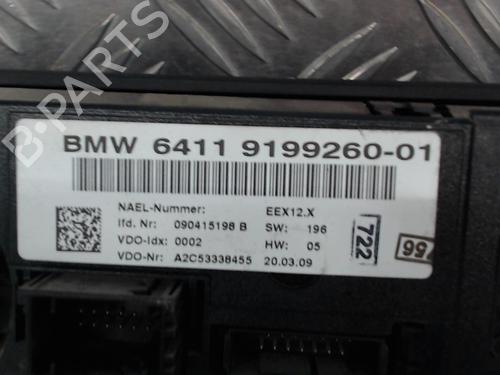 B-PARTS
BMW 6411 9199260-01
NAEL-Nummer: EEX12.X
lfd. Nr: 090415198 B SW: 196
VDO-Idx: 0002 HW: 05
VDO-Nr: A2C53338455 20.03.09
722
56